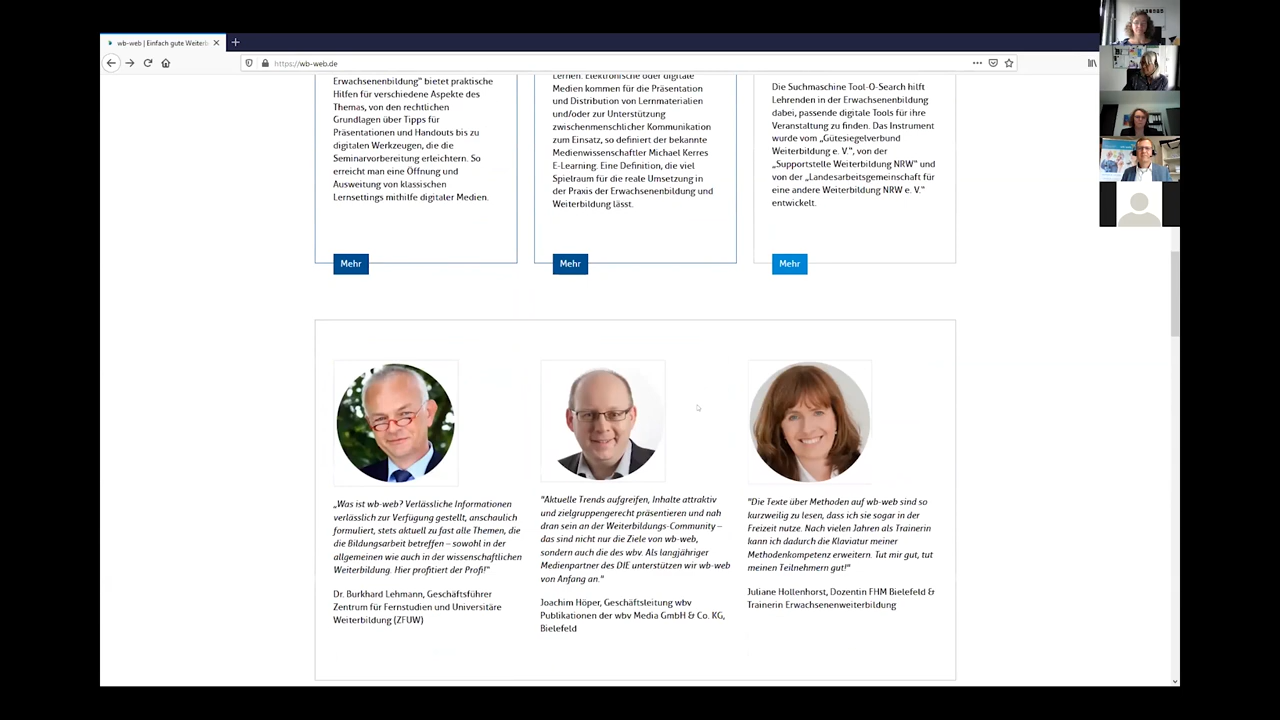 wb-web | Einfach gute Weiterb
https://wb-web.de
Erwachsenenbildung" bietet praktische
Hilfen für verschiedene Aspekte des
Themas, von den rechtlichen
Grundlagen über Tipps für
Präsentationen und Handouts bis zu
digitalen Werkzeugen, die die
Seminarvorbereitung erleichtern. So
erreicht man eine Öffnung und
Ausweitung von klassischen
Lernsettings mithilfe digitaler Medien.
Mehr
Lernen. Elektronische oder digitale
Medien kommen für die Präsentation
und Distribution von Lernmaterialien
und/oder zur Unterstützung
zwischenmenschlicher Kommunikation
zum Einsatz, so definiert der bekannte
Medienwissenschaftler Michael Kerres
E-Learning: Eine Definition, die viel
Spielraum für die reale Umsetzung in
der Praxis der Erwachsenenbildung und
Weiterbildung lässt.
Mehr
Die Suchmaschine Tool-O-Search hilft
Lehrenden in der Erwachsenenbildung
dabei, passende digitale Tools für ihre
Veranstaltung zu finden. Das Instrument
wurde vom „Gütesiegelverbund
Weiterbildung e. V.", von der
„Supportstelle Weiterbildung NRW" und
von der „Landesarbeitsgemeinschaft für
eine andere Weiterbildung NRW e. V."
entwickelt.
Mehr
„Was ist wb-web? Verlässliche Informationen
verlässlich zur Verfügung gestellt, anschaulich
formuliert, stets aktuell zu fast alle Themen, die
die Bildungsarbeit betreffen – sowohl in der
allgemeinen wie auch in der wissenschaftlichen
Weiterbildung. Hier profitiert der Profi!"
Dr. Burkhard Lehmann, Geschäftsführer
Zentrum für Fernstudien und Universitäre
Weiterbildung (ZFUW)
"Aktuelle Trends aufgreifen, Inhalte attraktiv
und zielgruppengerecht präsentieren und nah
dran sein an der Weiterbildungs-Community –
das sind nicht nur die Ziele von wb-web,
sondern auch die des wbv. Als langjähriger
Medienpartner des DIE unterstützen wir wb-web
von Anfang an."
Joachim Höper, Geschäftsleitung wbv
Publikationen der wbv Media GmbH & Co. KG,
Bielefeld
"Die Texte über Methoden auf wb-web sind so
kurzweilig zu lesen, dass ich sie sogar in der
Freizeit nutze. Nach vielen Jahren als Trainerin
kann ich dadurch die Klaviatur meiner
Methodenkompetenz erweitern. Tut mir gut, tut
meinen Teilnehmern gut!"
Juliane Hollenhorst, Dozentin FHM Bielefeld &
Trainerin Erwachsenenweiterbildung